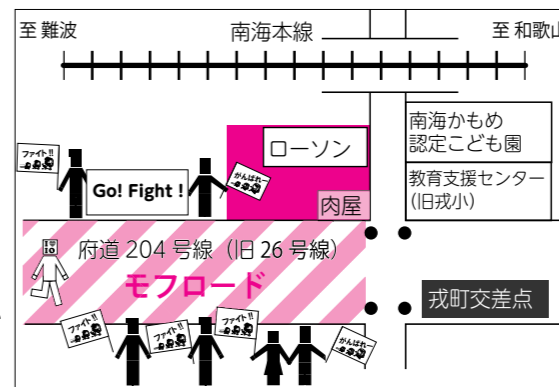 至 難波
南海本線
至 和歌山
ファイト!!
Go! Fight !
がんばれー
ローソン
肉屋
南海かもめ
認定こども園
教育支援センター
(旧戎小)
府道 204 号線(旧 26 号線)
モフロード
戎町交差点
ファイト!!
ファイト!!
ファイト!!
がんばれー